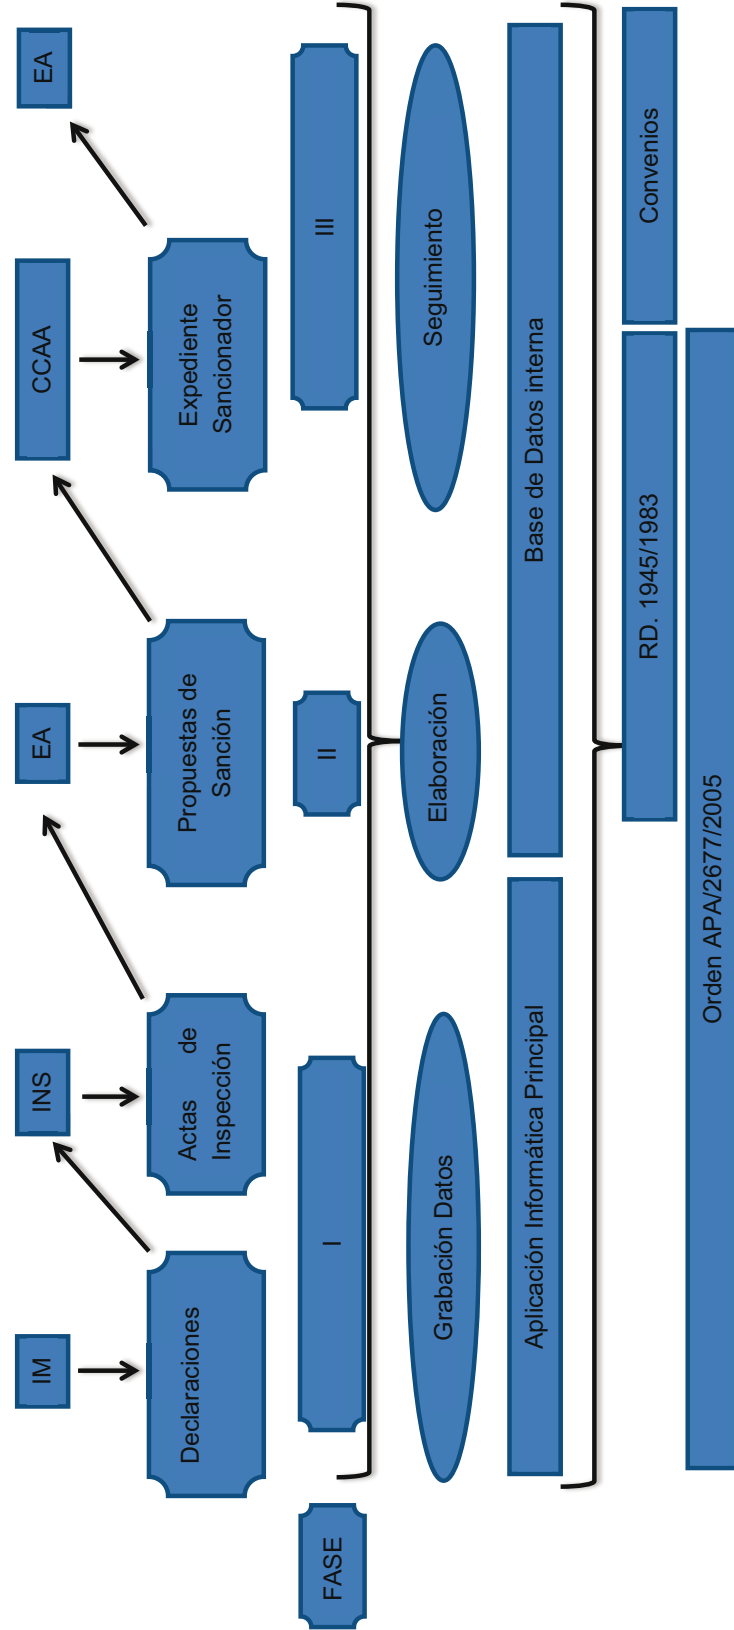 IM
INS
EA
CCAA
EA
Declaraciones
Actas de
Inspección
Propuestas de
Sanción
Expediente
Sancionador
FASE
I
II
III
Grabación Datos
Elaboración
Seguimiento
Aplicación Informática Principal
Base de Datos interna
RD. 1945/1983
Convenios
Orden APA/2677/2005